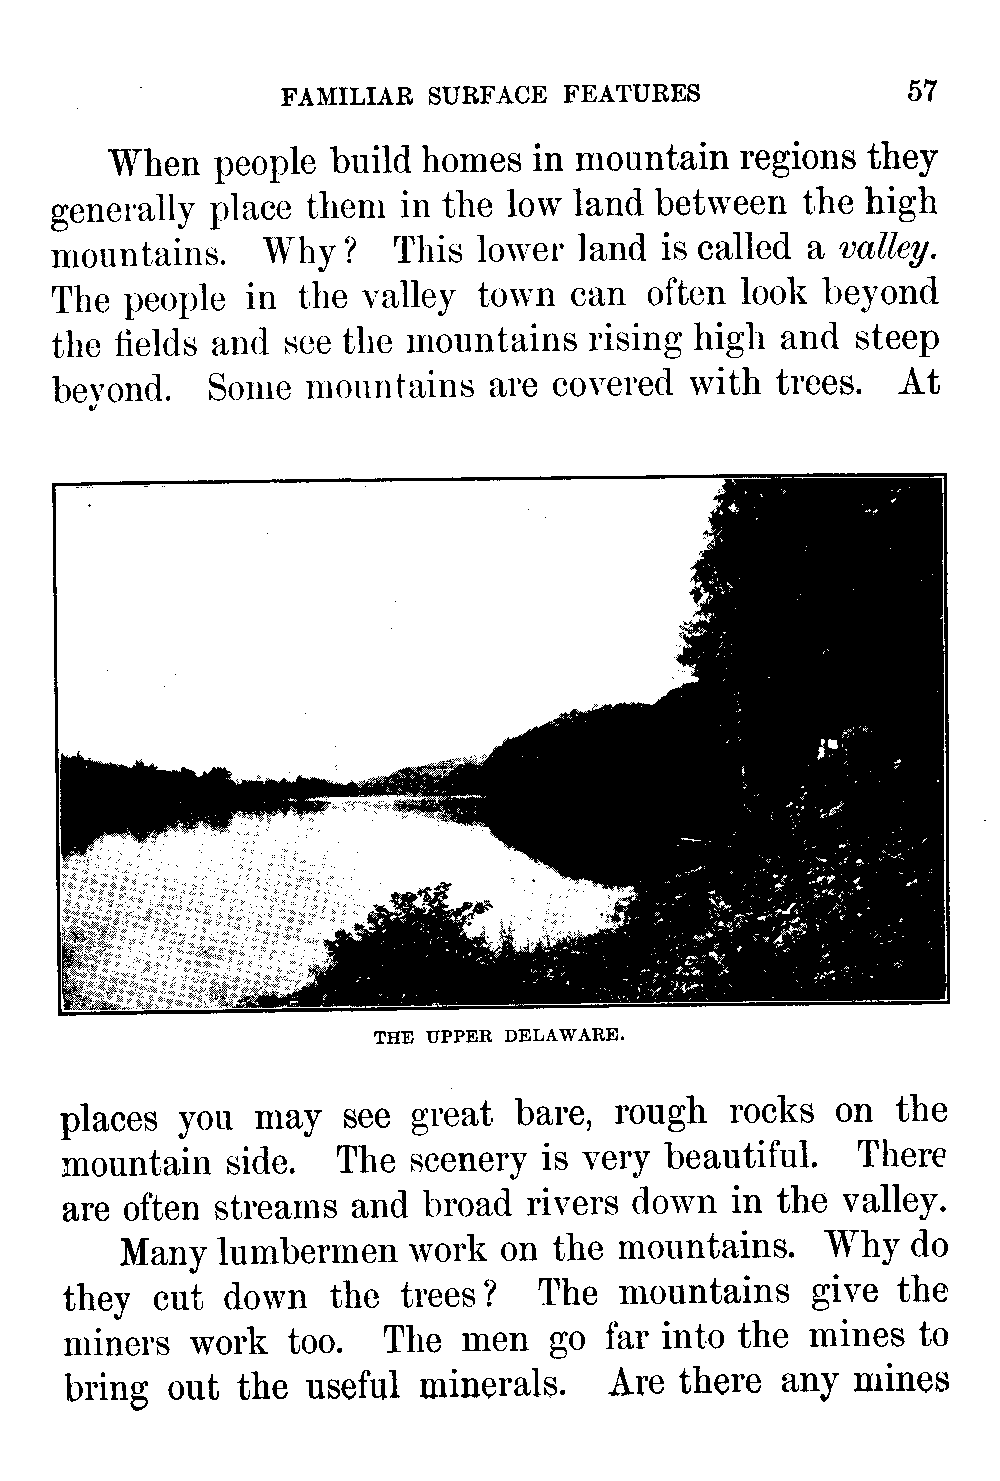 FAMILIAR SURFACE FEATURES 57
When people build homes in mountain regions they
generally place them in the low land between the high
mountains. Why? This lower land is called a valley.
The people in the valley town can often look beyond
the fields and see the mountains rising high and steep
beyond. Some mountains are covered with trees. At
THE UPPER DELAWARE.
places you may see great bare, rough rocks on the
mountain side. The scenery is very beautiful. There
are often streams and broad rivers down in the valley.
Many lumbermen work on the mountains. Why do
they cut down the trees? The mountains give the
miners work too. The men go far into the mines to
bring out the useful minerals. Are there any mines